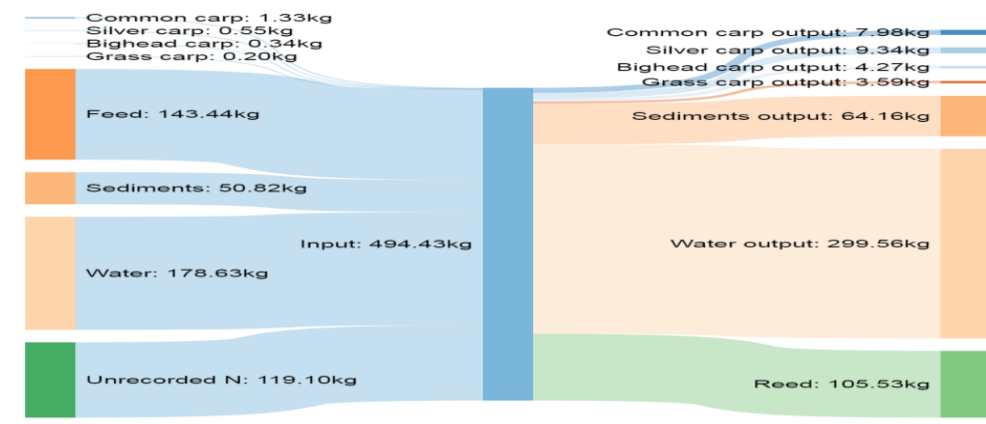 Common carp: 1.33kg
Silver carp: 0.55kg
Bighead carp: 0.34kg
Grass carp: 0.20kg
Feed: 143.44kg
Sediments: 50.82kg
Water: 178.63kg
Unrecorded N: 119.10kg
Input: 494.43kg
Common carp output: 7.98kg
Silver carp output: 9.34kg
Bighead carp output: 4.27kg
Grass carp output: 3.59kg
Sediments output: 64.16kg
Water output: 299.56kg
Reed: 105.53kg